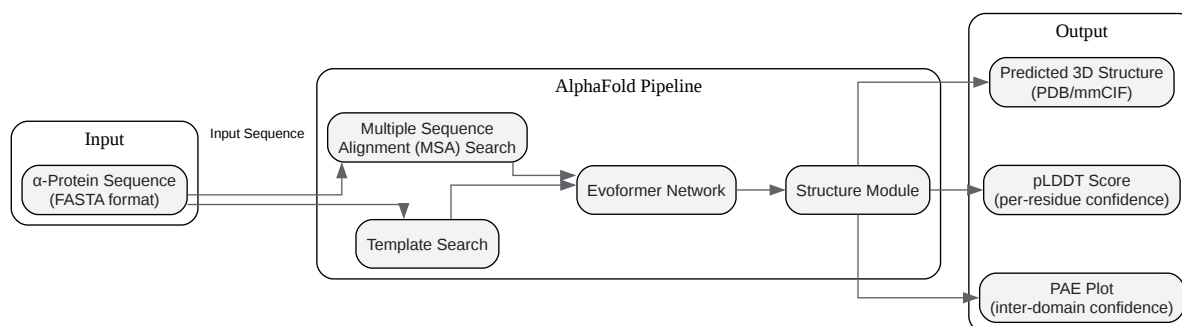 Input
α-Protein Sequence
(FASTA format)
Input Sequence
AlphaFold Pipeline
Multiple Sequence
Alignment (MSA) Search
Template Search
Evoformer Network
Structure Module
Output
Predicted 3D Structure
(PDB/mmCIF)
pLDDT Score
(per-residue confidence)
PAE Plot
(inter-domain confidence)